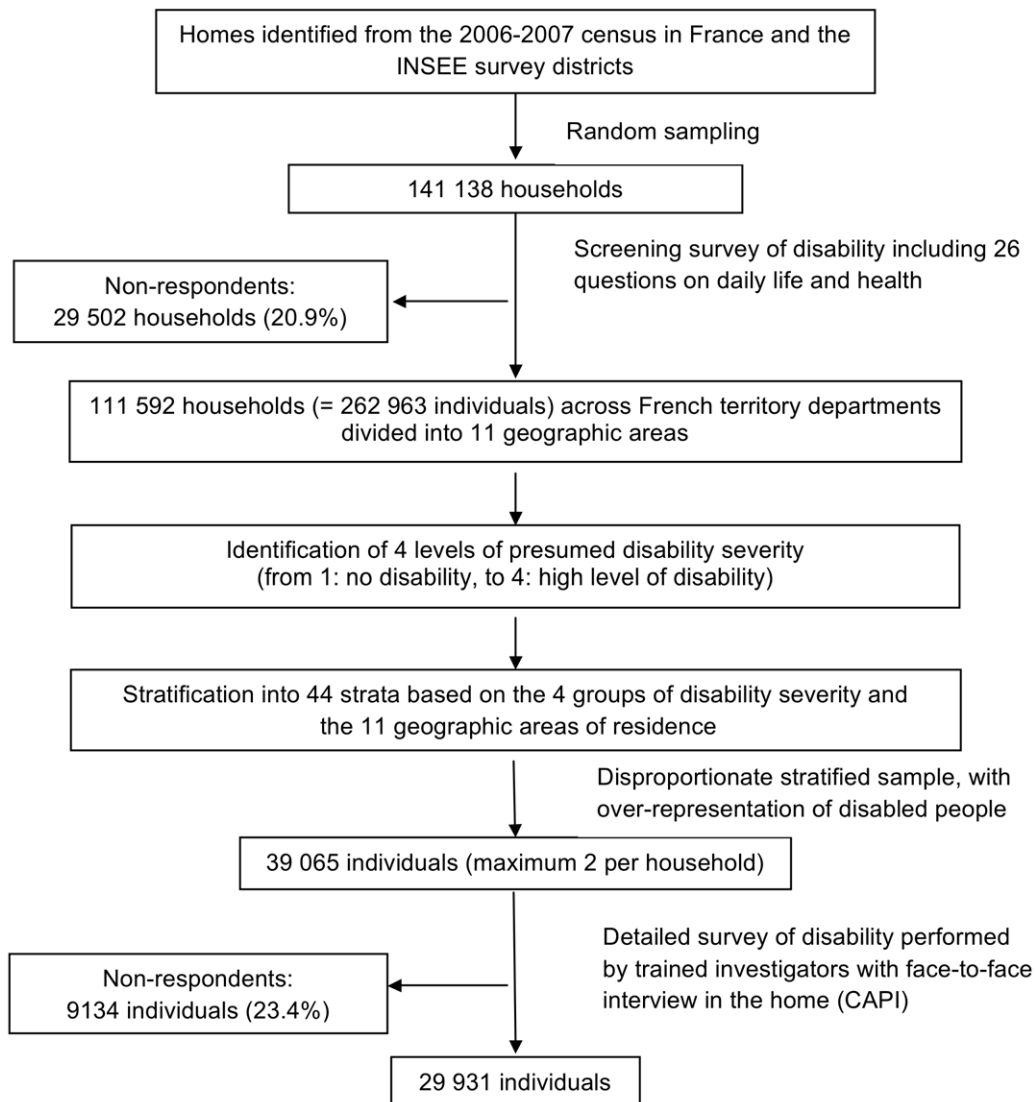 Homes identified from the 2006-2007 census in France and the
INSEE survey districts
Random sampling
141 138 households
Screening survey of disability including 26
questions on daily life and health
Non-respondents:
29 502 households (20.9%)
111 592 households (= 262 963 individuals) across French territory departments
divided into 11 geographic areas
Identification of 4 levels of presumed disability severity
(from 1: no disability, to 4: high level of disability)
Stratification into 44 strata based on the 4 groups of disability severity and
the 11 geographic areas of residence
Disproportionate stratified sample, with
over-representation of disabled people
39 065 individuals (maximum 2 per household)
Detailed survey of disability performed
by trained investigators with face-to-face
interview in the home (CAPI)
Non-respondents:
9134 individuals (23.4%)
29 931 individuals